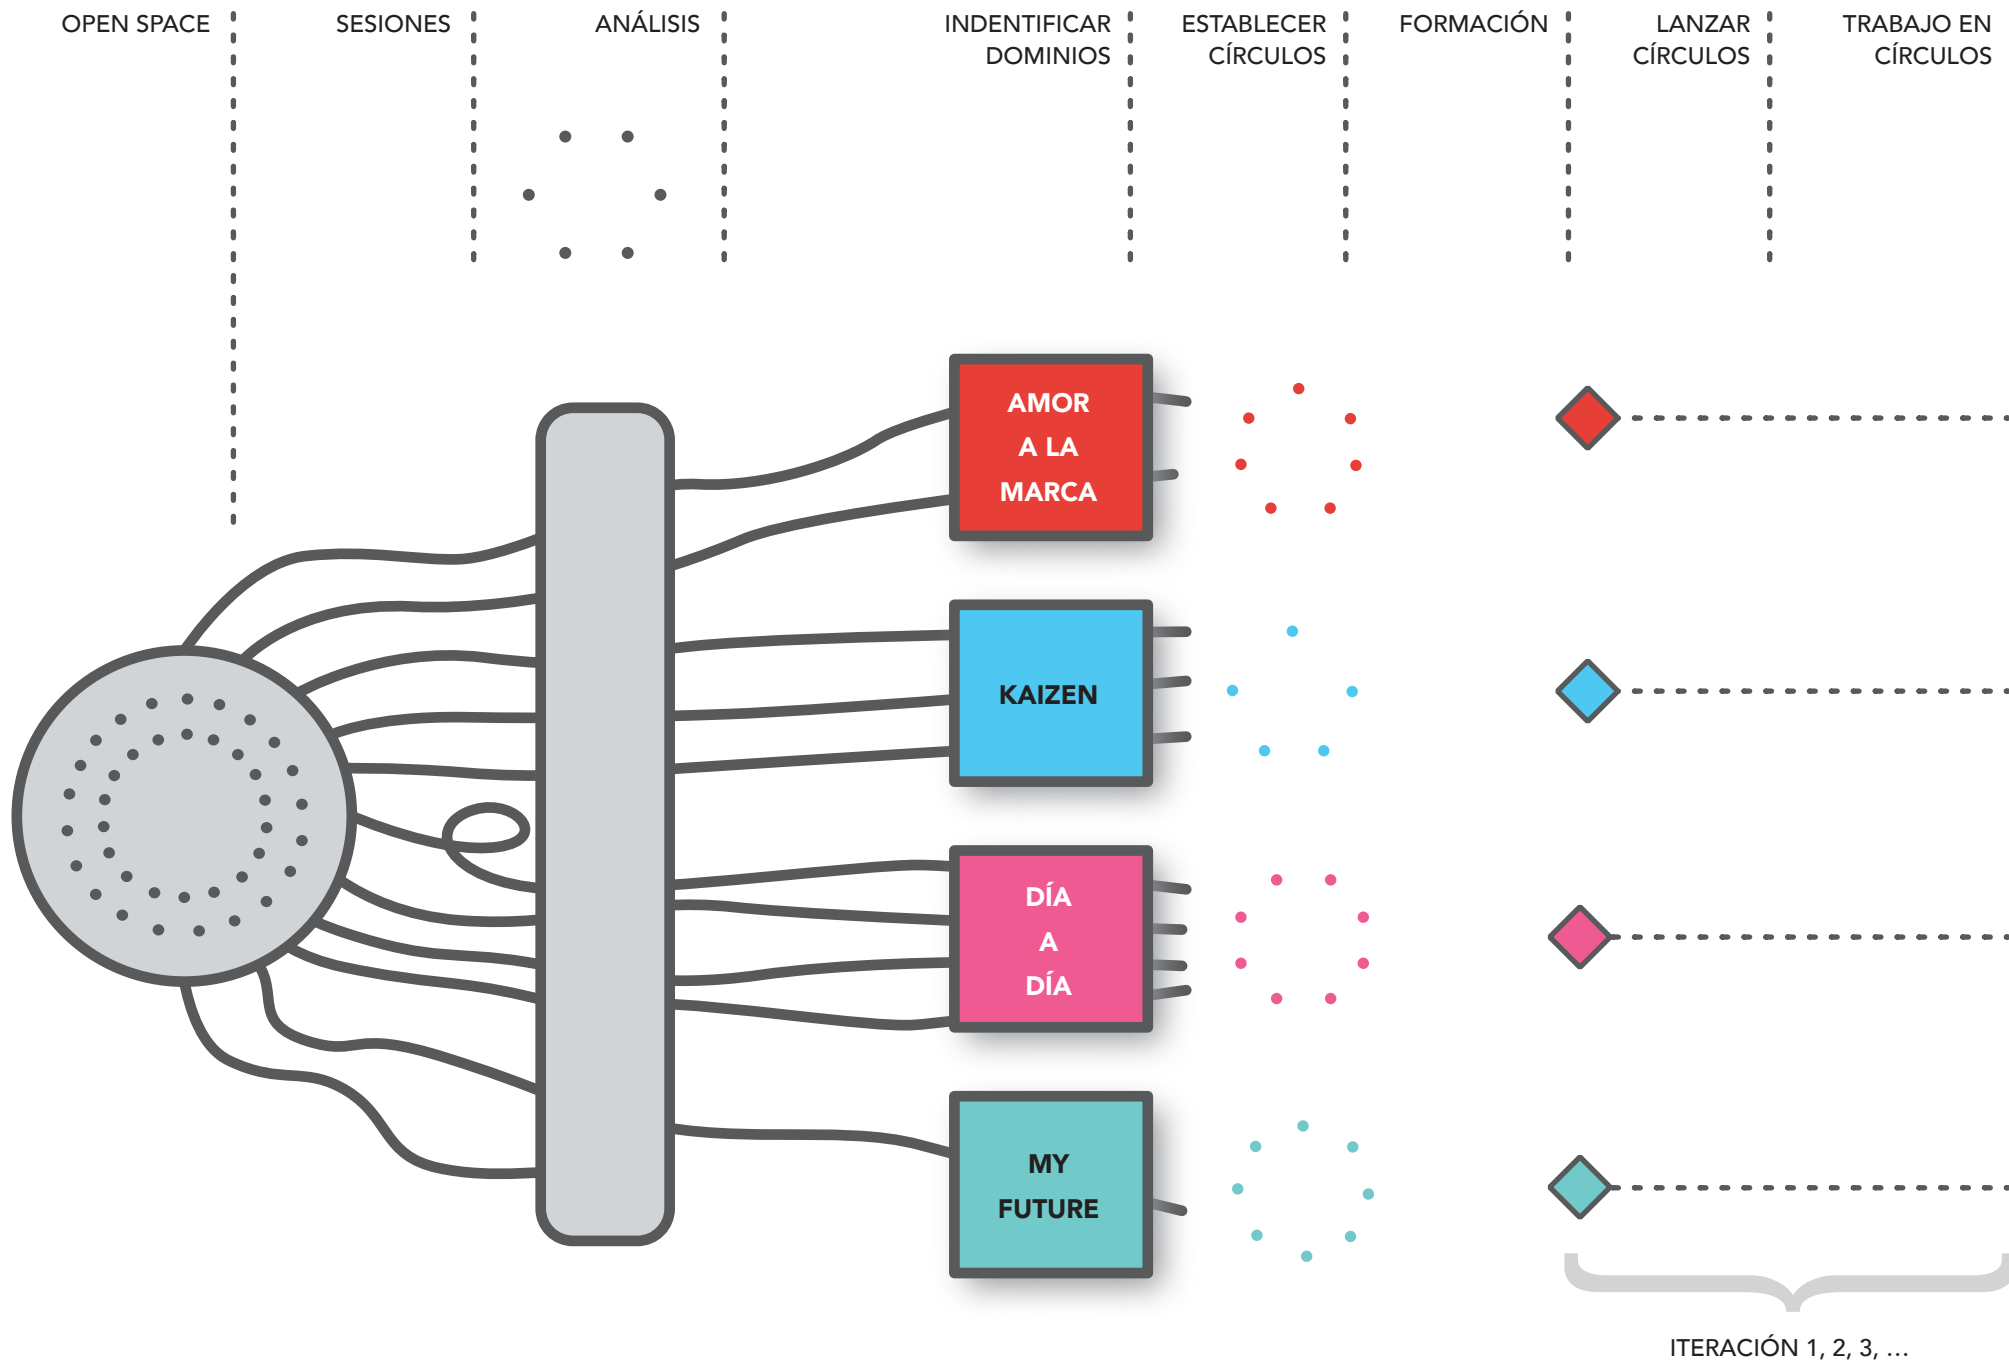 OPEN SPACE
SESIONES
ANÁLISIS
INDENTIFICAR
DOMINIOS
ESTABLECER
CÍRCULOS
FORMACIÓN
LANZAR
CÍRCULOS
TRABAJO EN
CÍRCULOS
AMOR
A LA
MARCA
KAIZEN
DÍA
A
DÍA
MY
FUTURE
ITERACIÓN 1, 2, 3, …